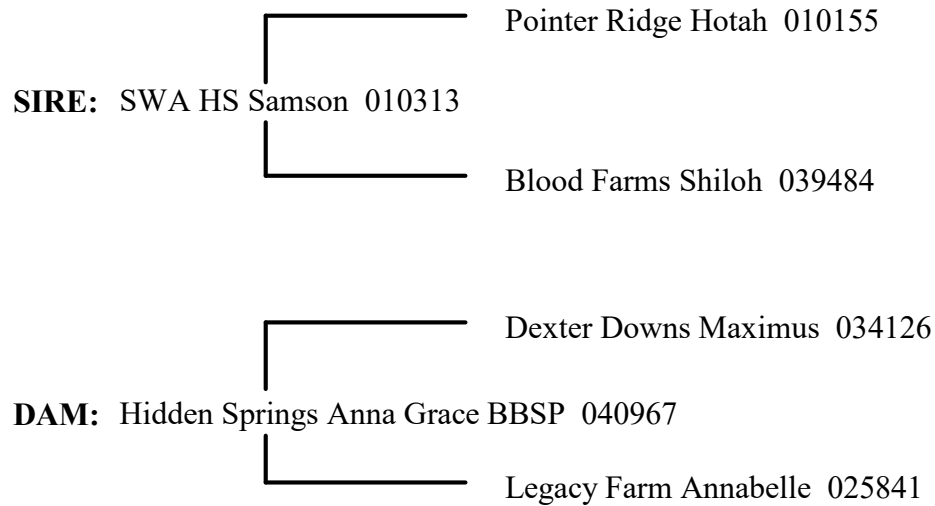 Pointer Ridge Hotah 010155
SIRE: SWA HS Samson 010313
Blood Farms Shiloh 039484
Dexter Downs Maximus 034126
DAM: Hidden Springs Anna Grace BBSP 040967
Legacy Farm Annabelle 025841